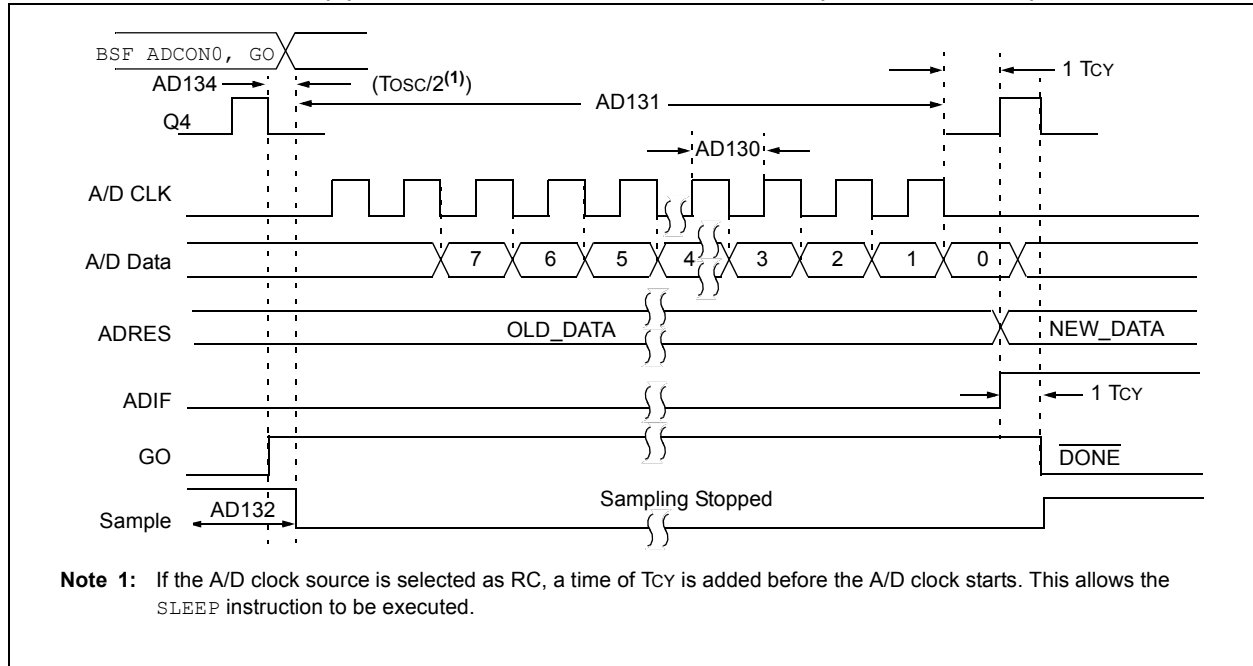 BSF ADCON0, GO
AD134
(TOSC/2(1))
1 TCY
AD131
Q4
AD130
A/D CLK
A/D Data
7
6
5
4
3
2
1
0
ADRES
OLD_DATA
NEW_DATA
ADIF
1 TCY
GO
DONE
Sampling Stopped
AD132
Sample
Note 1: If the A/D clock source is selected as RC, a time of TCY is added before the A/D clock starts. This allows the
SLEEP instruction to be executed.